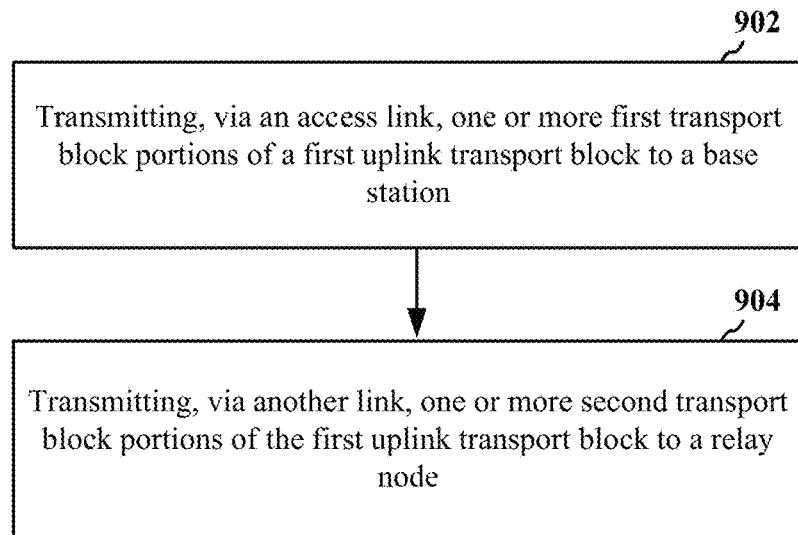 902
Transmitting, via an access link, one or more first transport
block portions of a first uplink transport block to a base
station
904
Transmitting, via another link, one or more second transport
block portions of the first uplink transport block to a relay
node